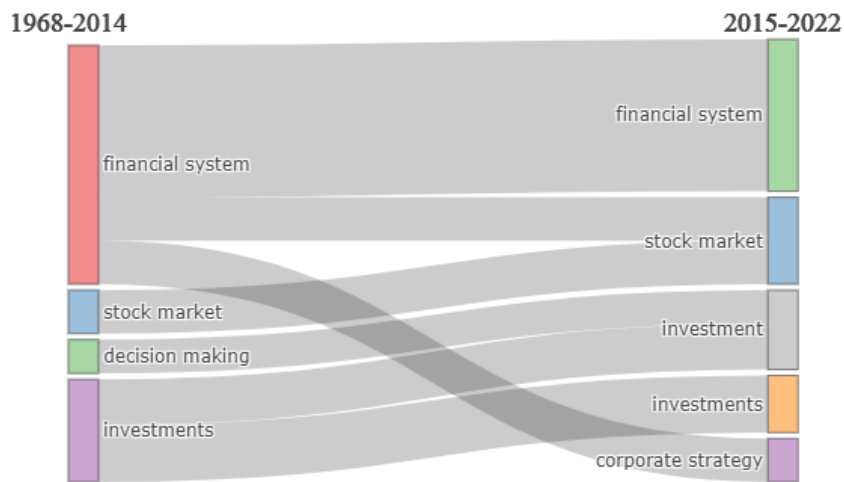 1968-2014
2015-2022
financial system
stock market
decision making
investments
financial system
stock market
investment
investments
corporate strategy